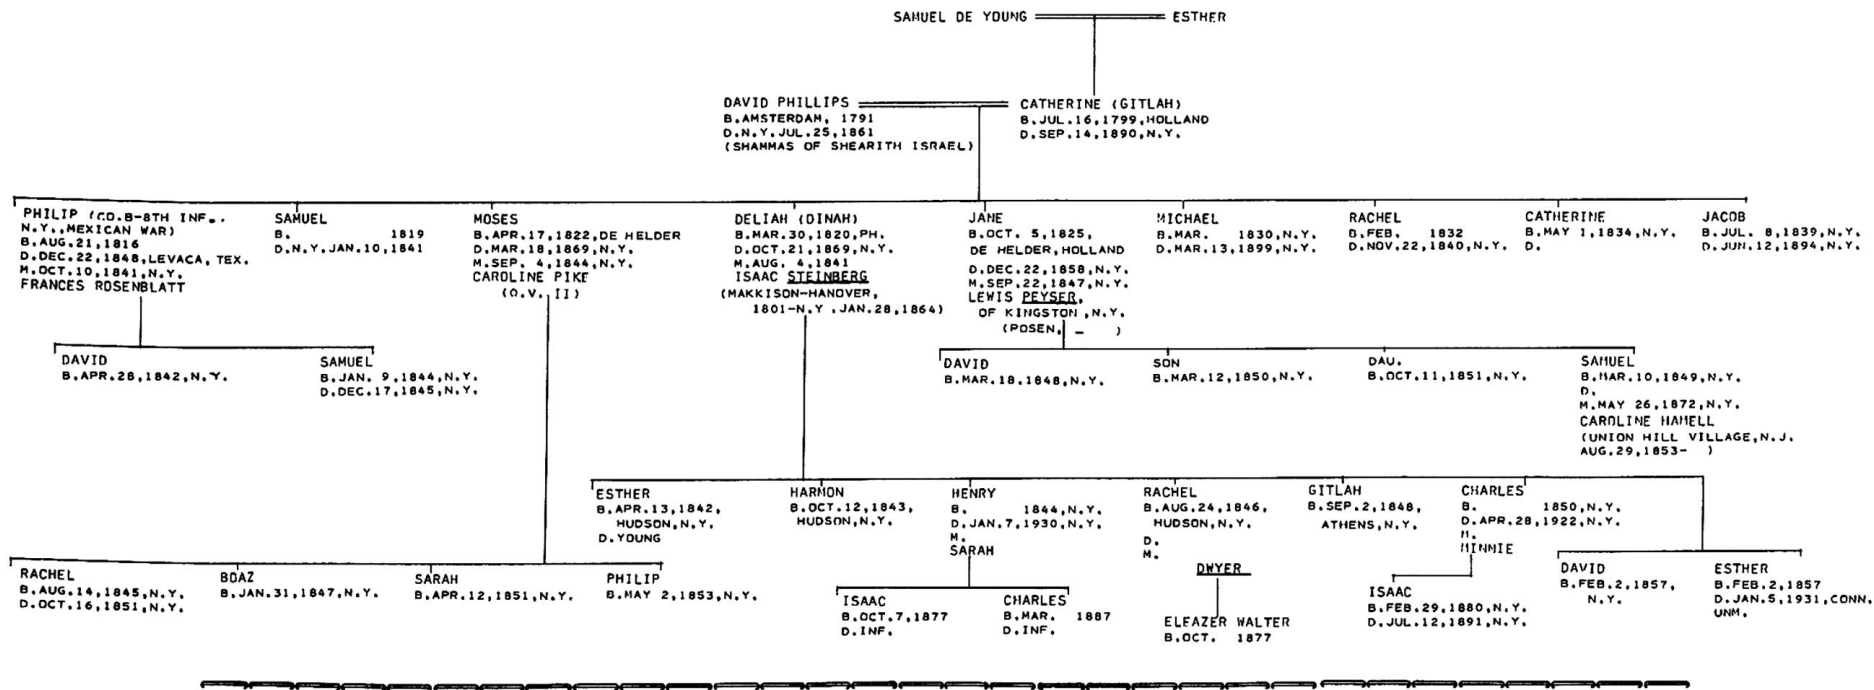 SAMUEL DE YOUNG
ESTHER
DAVID PHILLIPS
B.AMSTERDAM, 1791
D.N.Y.JUL.25,1861
(SHAMMAS OF SHEARITH ISRAEL)
CATHERINE (GITLAH)
B.JUL.16,1799,HOLLAND
D.SEP.14,1890,N.Y.
PHILIP (CO.B-8TH INF.,
N.Y.,MEXICAN WAR)
B.AUG.21,1816
D.DEC.22,1848,LEVACA, TEX.
M.OCT.10,1841,N.Y.
FRANCES ROSENBLATT
SAMUEL
B. 1819
D.N.Y.JAN.10,1841
MOSES
B.APR.17,1822,DE HELDER
D.MAR.18,1869,N.Y.
M.SEP. 4,1844,N.Y.
CAROLINE PIKE
(Q.V. II)
DELIAH (DINAH)
B.MAR.30,1820,PH.
D.OCT.21,1869,N.Y.
M.AUG. 4,1841
ISAAC STEINBERG
(MAKKISON-HANOVER,
1801-N.Y.JAN.28,1864)
JANE
B.OCT. 5,1825,
DE HELDER,HOLLAND
D.DEC.22,1858,N.Y.
M.SEP.22,1847,N.Y.
LEWIS PEYSER,
OF KINGSTON,N.Y.
(POSEN, - )
MICHAEL
B.MAR. 1830,N.Y.
D.MAR.13,1899,N.Y.
RACHEL
B.FEB. 1832
D.NOV.22,1840,N.Y.
CATHERINE
B.MAY 1,1834,N.Y.
D.
JACOB
B.JUL. 8,1839,N.Y.
D.JUN.12,1894,N.Y.
DAVID
B.APR.28,1842,N.Y.
SAMUEL
B.JAN. 9,1844,N.Y.
D.DEC.17,1845,N.Y.
DAVID
B.MAR.18.1848,N.Y.
SON
B.MAR.12,1850,N.Y.
DAU.
B.OCT.11,1851,N.Y.
SAMUEL
B.MAR.10,1849,N.Y.
D.
M.MAY 26,1872,N.Y.
CAROLINE HAMELL
(UNION HILL VILLAGE,N.J.
AUG.29,1853- )
ESTHER
B.APR.13,1842,
HUDSON,N.Y.
D.YOUNG
HARMON
B.OCT.12,1843,
HUDSON,N.Y.
HENRY
B. 1844,N.Y.
D.JAN.7,1930,N.Y.
M.
SARAH
RACHEL
B.AUG.24,1846,
HUDSON,N.Y.
D.
M.
DWYER
GITLAH
B.SEP.2,1848,
ATHENS,N.Y.
CHARLES
B. 1850,N.Y.
D.APR.28,1922,N.Y.
M.
MINNIE
RACHEL
B.AUG.14,1845,N.Y.
D.OCT.16,1851,N.Y.
BOAZ
B.JAN.31,1847,N.Y.
SARAH
B.APR.12,1851,N.Y.
PHILIP
B.MAY 2,1853,N.Y.
ISAAC
B.OCT.7,1877
D.INF.
CHARLES
B.MAR. 1887
D.INF.
ELEAZER WALTER
B.OCT. 1877
ISAAC
B.FEB.29,1880,N.Y.
D.JUL.12,1891,N.Y.
DAVID
B.FEB.2,1857,
N.Y.
ESTHER
B.FEB.2,1857
D.JAN.5,1931,CONN.
UNM.